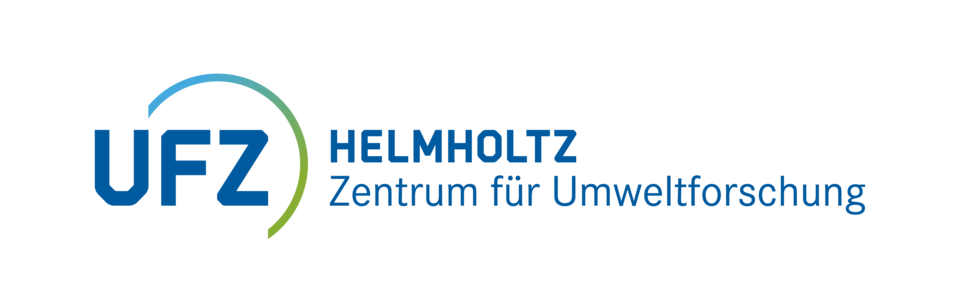 UFZ
HELMHOLTZ
Zentrum für Umweltforschung